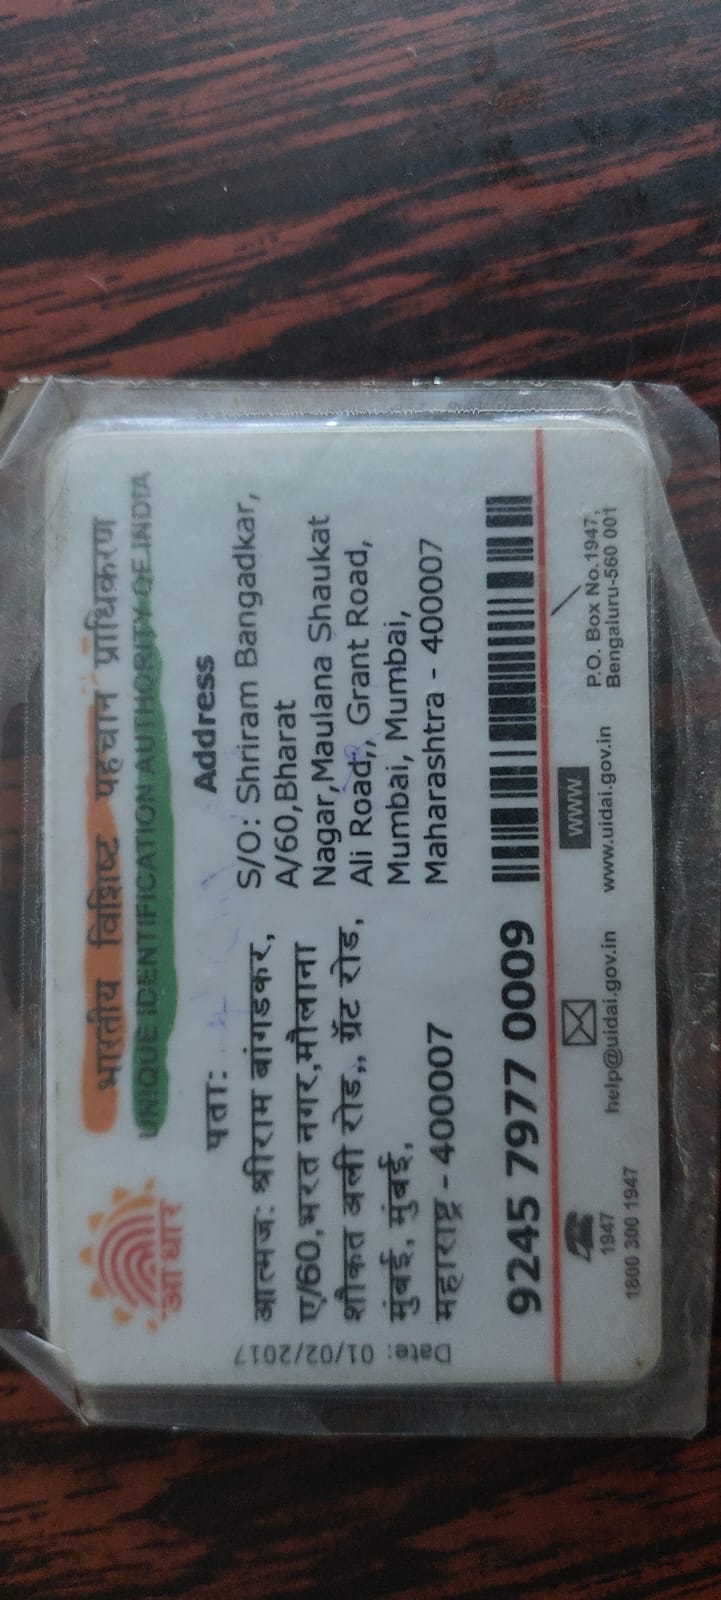 आधार
भारतीय विशिष्ट पहचान प्राधिकरण
UNIQUE IDENTIFICATION AUTHORITY OF INDIA
पता:
आत्मज: श्रीराम बांगडकर,
ए/60,भरत नगर,मौलाना
शौकत अली रोड,, ग्रॅट रोड,
मुंबई, मुंबई,
महाराष्ट्र - 400007
Address
S/O: Shriram Bangadkar,
A/60,Bharat
Nagar,Maulana Shaukat
Ali Road,, Grant Road,
Mumbai, Mumbai,
Maharashtra - 400007
Date: 01/02/2017
9245 7977 0009
1947
1800 300 1947
help@uidai.gov.in
WWW
www.uidai.gov.in
P.O. Box No.1947,
Bengaluru-560 001